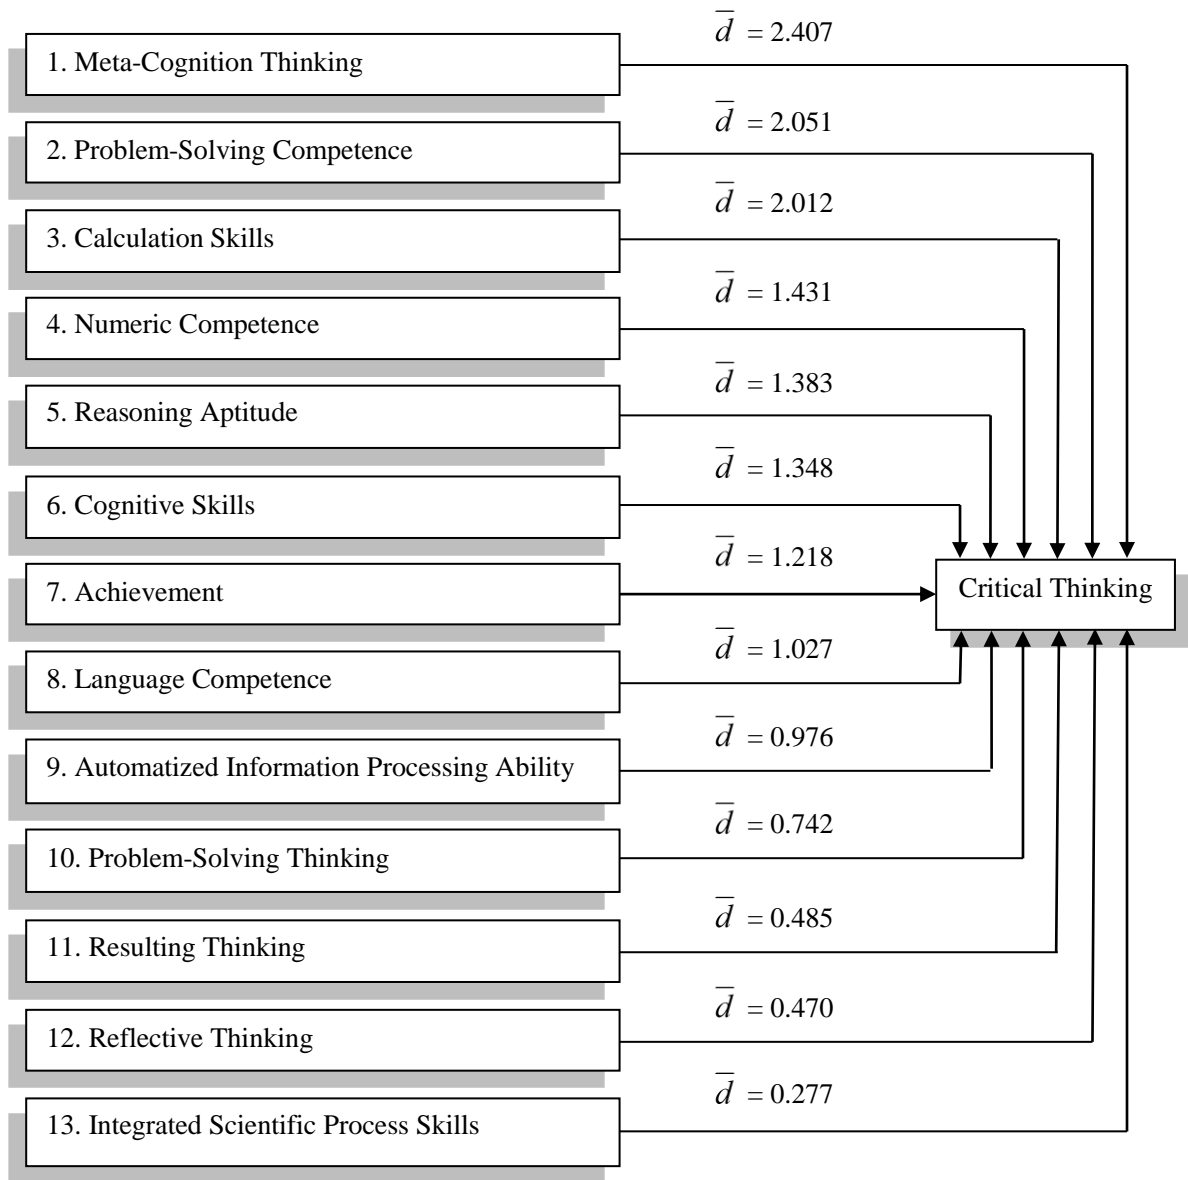 d̅ = 2.407
1. Meta-Cognition Thinking
d̅ = 2.051
2. Problem-Solving Competence
d̅ = 2.012
3. Calculation Skills
d̅ = 1.431
4. Numeric Competence
d̅ = 1.383
5. Reasoning Aptitude
d̅ = 1.348
6. Cognitive Skills
d̅ = 1.218
7. Achievement
Critical Thinking
d̅ = 1.027
8. Language Competence
d̅ = 0.976
9. Automatized Information Processing Ability
d̅ = 0.742
10. Problem-Solving Thinking
d̅ = 0.485
11. Resulting Thinking
d̅ = 0.470
12. Reflective Thinking
d̅ = 0.277
13. Integrated Scientific Process Skills